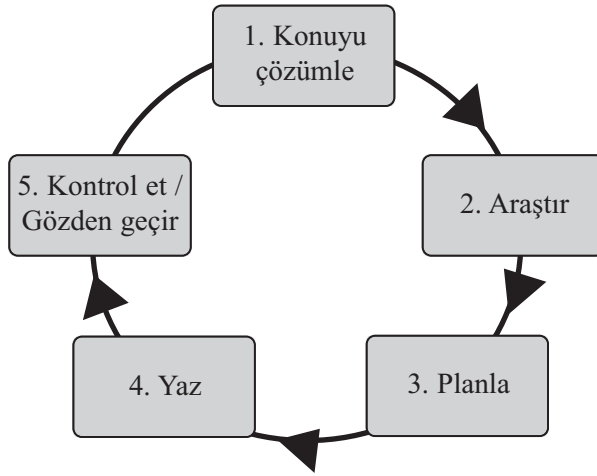 1. Konuyu
çözümle
2. Araştır
3. Planla
4. Yaz
5. Kontrol et /
Gözden geçir